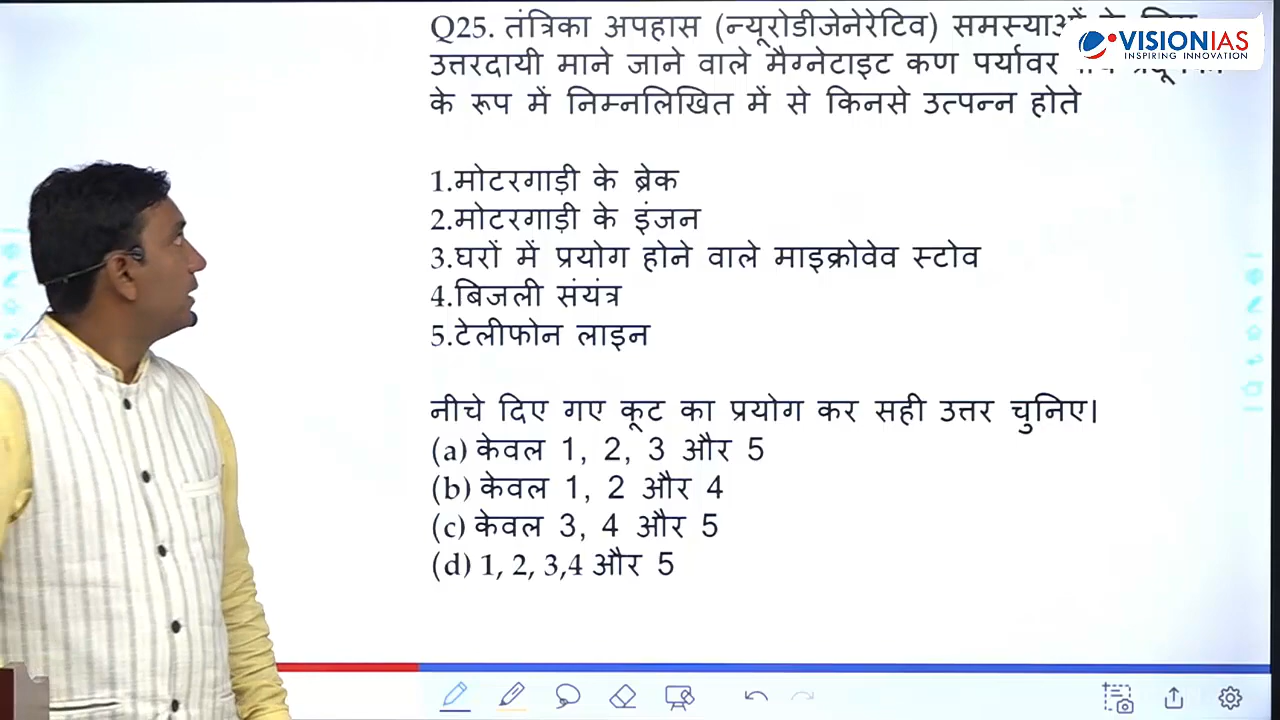 Q25. तंत्रिका अपहास (न्यूरोडीजेनेरेटिव) समस्याओं के लिए
VISIONIAS
INSPIRING INNOVATION
उत्तरदायी माने जाने वाले मैग्नेटाइट कण पर्यावर
के रूप में निम्नलिखित में से किनसे उत्पन्न होते
1.मोटरगाड़ी के ब्रेक
2.मोटरगाड़ी के इंजन
3.घरों में प्रयोग होने वाले माइक्रोवेव स्टोव
4.बिजली संयंत्र
5.टेलीफोन लाइन
नीचे दिए गए कूट का प्रयोग कर सही उत्तर चुनिए।
(a) केवल 1, 2, 3 और 5
(b) केवल 1, 2 और 4
(c) केवल 3, 4 और 5
(d) 1, 2, 3,4 और 5